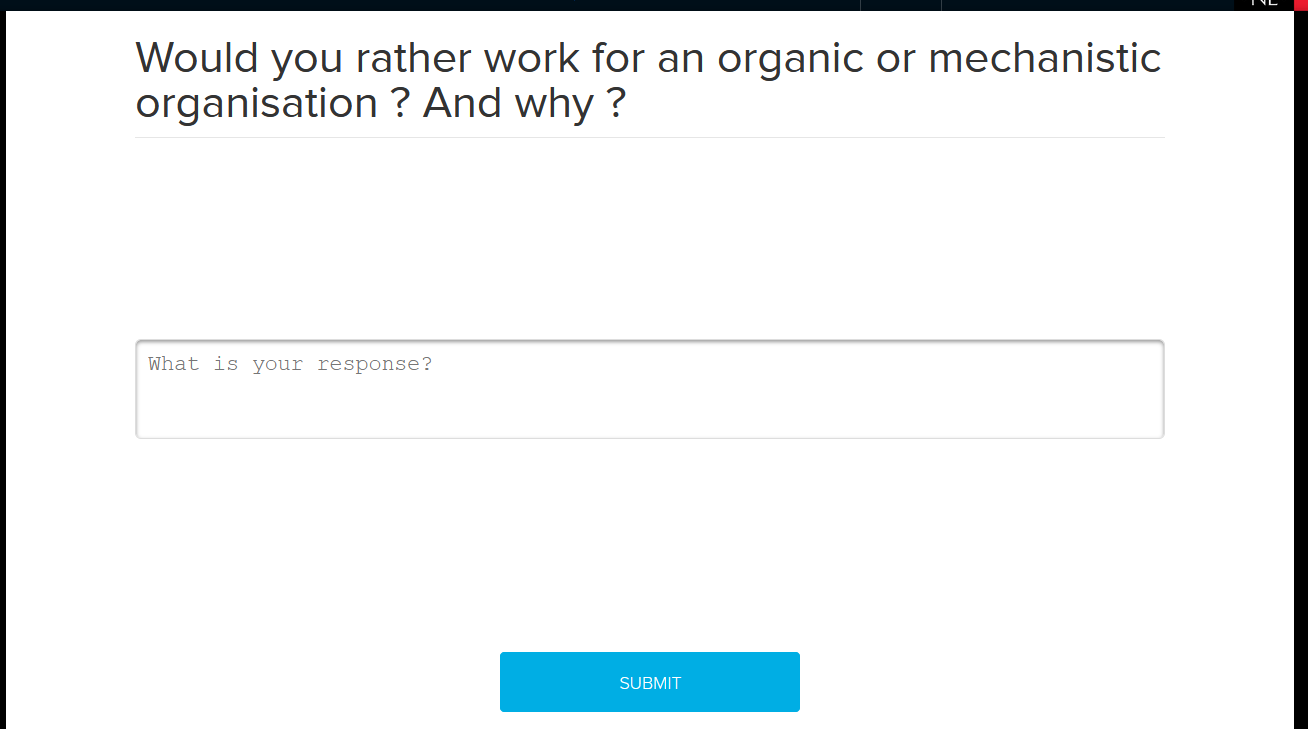 Would you rather work for an organic or mechanistic
organisation ? And why ?
What is your response?
SUBMIT